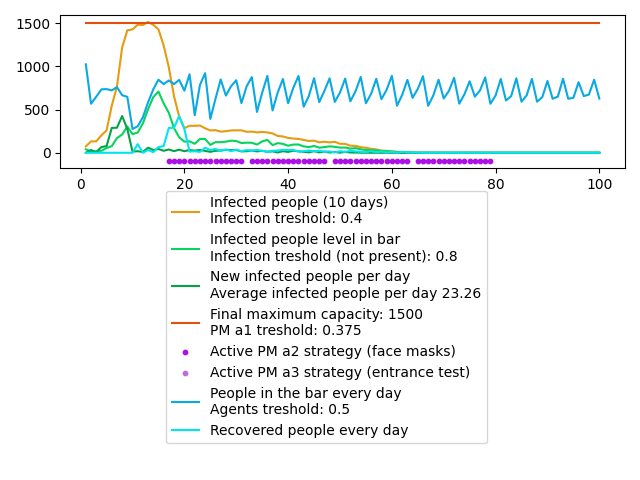 1500
1000
500
0
0
20
40
60
80
100
Infected people (10 days)
Infection treshold: 0.4
Infected people level in bar
Infection treshold (not present): 0.8
New infected people per day
Average infected people per day 23.26
Final maximum capacity: 1500
PM a1 treshold: 0.375
Active PM a2 strategy (face masks)
Active PM a3 strategy (entrance test)
People in the bar every day
Agents treshold: 0.5
Recovered people every day